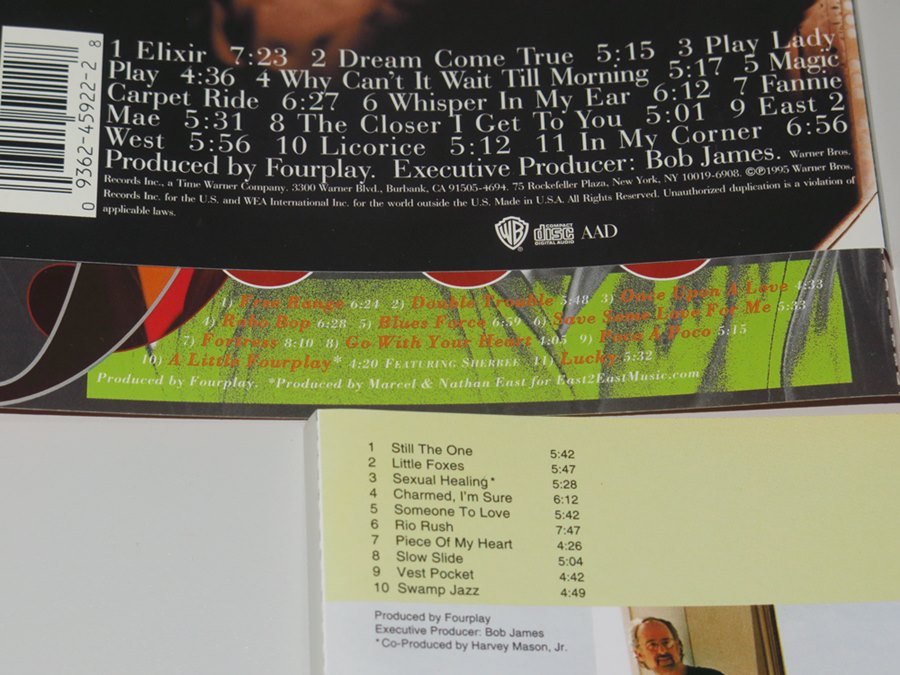 1 Elixir 7:23 2 Dream Come True 5:15 3 Play Lady
Play 4:36 4 Why Can't It Wait Till Morning 5:17 5 Magic
Carpet Ride 6:27 6 Whisper In My Ear 6:12 7 Fannie
Mae 5:31 8 The Closer I Get To You 5:01 9 East 2
West 5:56 10 Licorice 5:12 11 In My Corner 6:56
Produced by Fourplay. Executive Producer: Bob James. Warner Bros.
Records Inc., a Time Warner Company. 3300 Warner Blvd., Burbank, CA 91505-4694. 75 Rockefeller Plaza, New York, NY 10019-6908. ©℗1995 Warner Bros.
Records Inc. for the U.S. and WEA International Inc. for the world outside the U.S. Made in U.S.A. All Rights Reserved. Unauthorized duplication is a violation of
applicable laws.
0 9362-45922-2 8
WB COMPACT disc DIGITAL AUDIO AAD
1) Free Range 6:24 2) Double Trouble 5:48 3) Once Upon A Love 4:33
4) Robo Bop 6:28 5) Blues Force 6:59 6) Save Some Love For Me 5:33
7) Fortress 8:10 8) Go With Your Heart 4:05 9) Poco A Poco 5:15
10) A Little Fourplay* 4:20 Featuring Sherree 11) Lucky 5:32
Produced by Fourplay. *Produced by Marcel & Nathan East for East2EastMusic.com
1 Still The One 5:42
2 Little Foxes 5:47
3 Sexual Healing* 5:28
4 Charmed, I'm Sure 6:12
5 Someone To Love 5:42
6 Rio Rush 7:47
7 Piece Of My Heart 4:26
8 Slow Slide 5:04
9 Vest Pocket 4:42
10 Swamp Jazz 4:49
Produced by Fourplay
Executive Producer: Bob James
*Co-Produced by Harvey Mason, Jr.